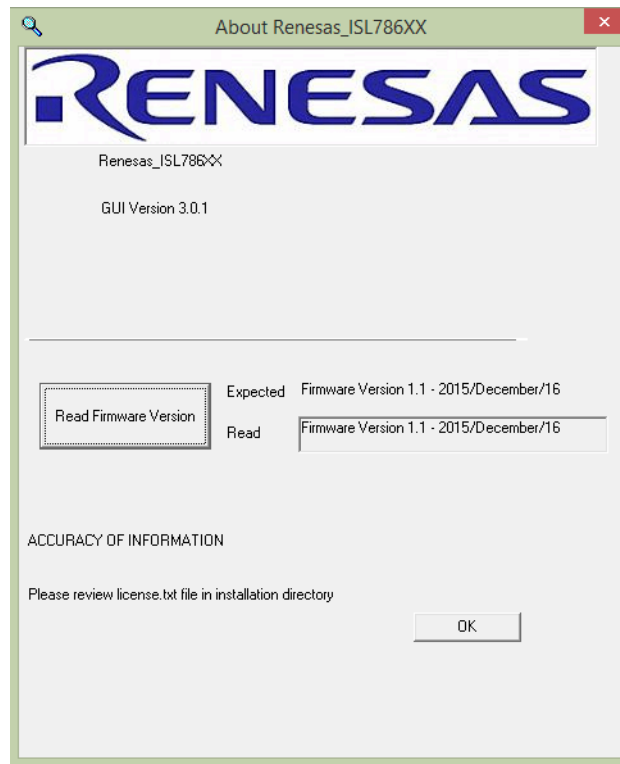 About Renesas_ISL786XX
RENESAS
Renesas_ISL786XX
GUI Version 3.0.1
Read Firmware Version
Expected Firmware Version 1.1 - 2015/December/16
Read Firmware Version 1.1 - 2015/December/16
ACCURACY OF INFORMATION
Please review license.txt file in installation directory
OK